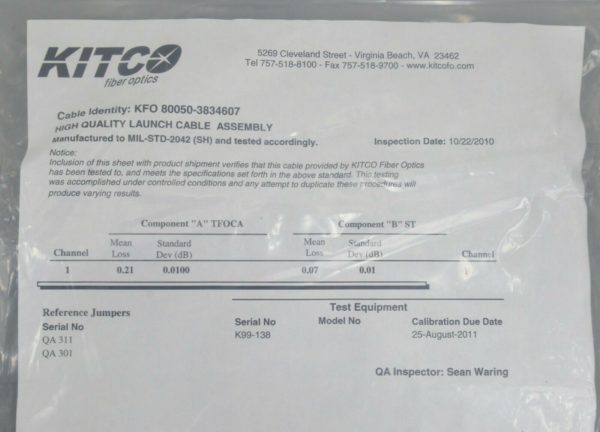 KITCO
fiber optics
5269 Cleveland Street - Virginia Beach, VA 23462
Tel 757-518-8100 - Fax 757-518-9700 - www.kitcofo.com
Cable Identity: KFO 80050-3834607
HIGH QUALITY LAUNCH CABLE ASSEMBLY
Manufactured to MIL-STD-2042 (SH) and tested accordingly. Inspection Date: 10/22/2010
Notice:
Inclusion of this sheet with product shipment verifies that this cable provided by KITCO Fiber Optics
has been tested to, and meets the specifications set forth in the above standard. This testing
was accomplished under controlled conditions and any attempt to duplicate these procedures will
produce varying results.
Component "A" TFOCA Component "B" ST
Mean Standard Mean Standard
Channel Loss Dev (dB) Loss Dev (dB) Channel
1 0.21 0.0100 0.07 0.01 1
Test Equipment
Reference Jumpers
Serial No Serial No Model No Calibration Due Date
QA 311 K99-138 25-August-2011
QA 301
QA Inspector: Sean Waring